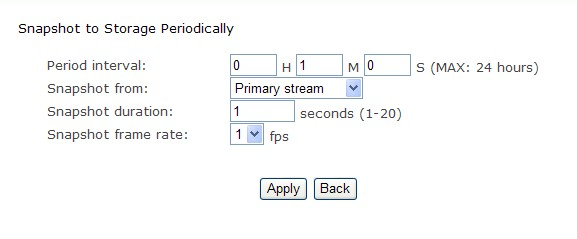 Snapshot to Storage Periodically
Period interval: 0 H 1 M 0 S (MAX: 24 hours)
Snapshot from: Primary stream
Snapshot duration: 1 seconds (1-20)
Snapshot frame rate: 1 fps
Apply Back